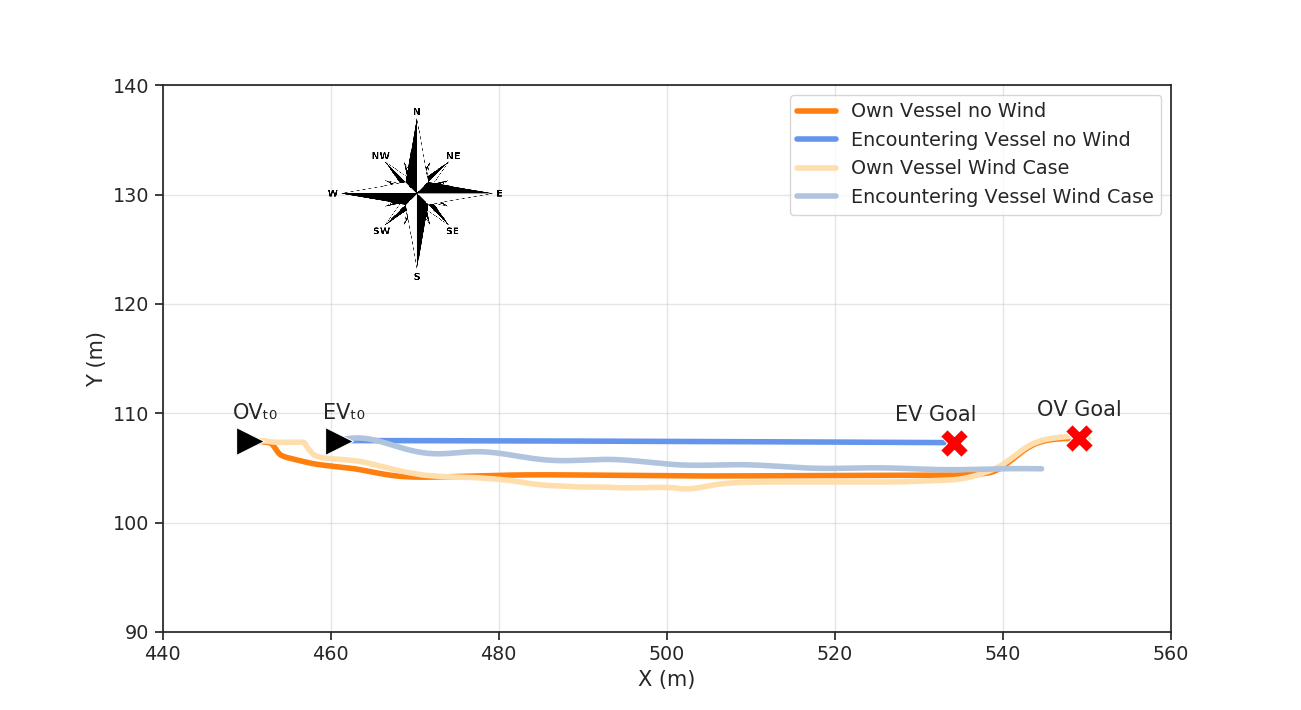 140
130
120
110
100
90
Y (m)
440
460
480
500
520
540
560
X (m)
N
NW
NE
W
E
SW
SE
S
Own Vessel no Wind
Encountering Vessel no Wind
Own Vessel Wind Case
Encountering Vessel Wind Case
OVₜ₀
EVₜ₀
EV Goal
OV Goal